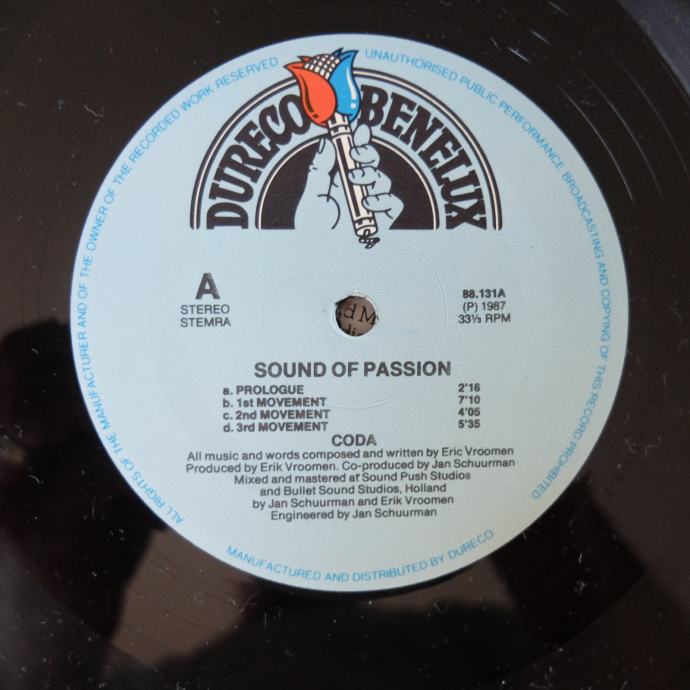 DURECO BENELUX
ALL RIGHTS OF THE MANUFACTURER AND OF THE OWNER OF THE RECORDED WORK RESERVED
UNAUTHORISED PUBLIC PERFORMANCE BROADCASTING AND COPYING OF THIS RECORD PROHIBITED
A
STEREO
STEMRA
88.131A
(P) 1987
33⅓ RPM
SOUND OF PASSION
a. PROLOGUE 2'16
b. 1st MOVEMENT 7'10
c. 2nd MOVEMENT 4'05
d. 3rd MOVEMENT 5'35
CODA
All music and words composed and written by Eric Vroomen
Produced by Erik Vroomen. Co-produced by Jan Schuurman
Mixed and mastered at Sound Push Studios
and Bullet Sound Studios, Holland
by Jan Schuurman and Erik Vroomen
Engineered by Jan Schuurman
MANUFACTURED AND DISTRIBUTED BY DURECO